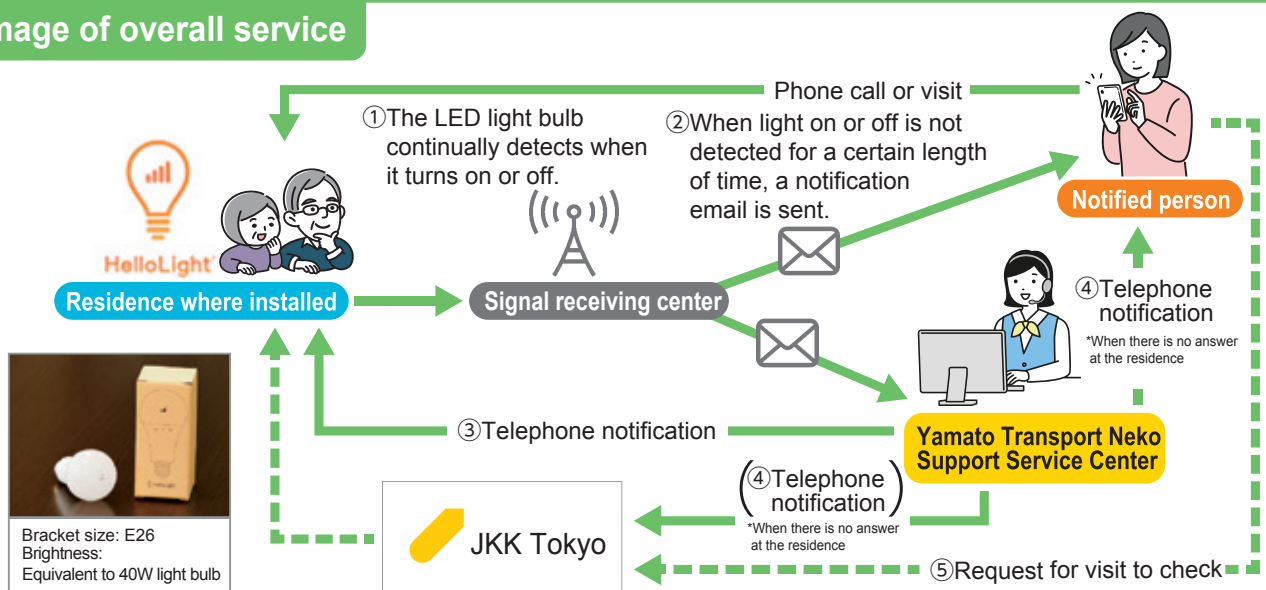 mage of overall service
Phone call or visit
①The LED light bulb
continually detects when
it turns on or off.
②When light on or off is not
detected for a certain length
of time, a notification
email is sent.
HelloLight
Notified person
Residence where installed
Signal receiving center
④Telephone
notification
*When there is no answer
at the residence
③Telephone notification
Yamato Transport Neko
Support Service Center
(④Telephone
notification)
*When there is no answer
at the residence
Bracket size: E26
Brightness:
Equivalent to 40W light bulb
JKK Tokyo
⑤Request for visit to check